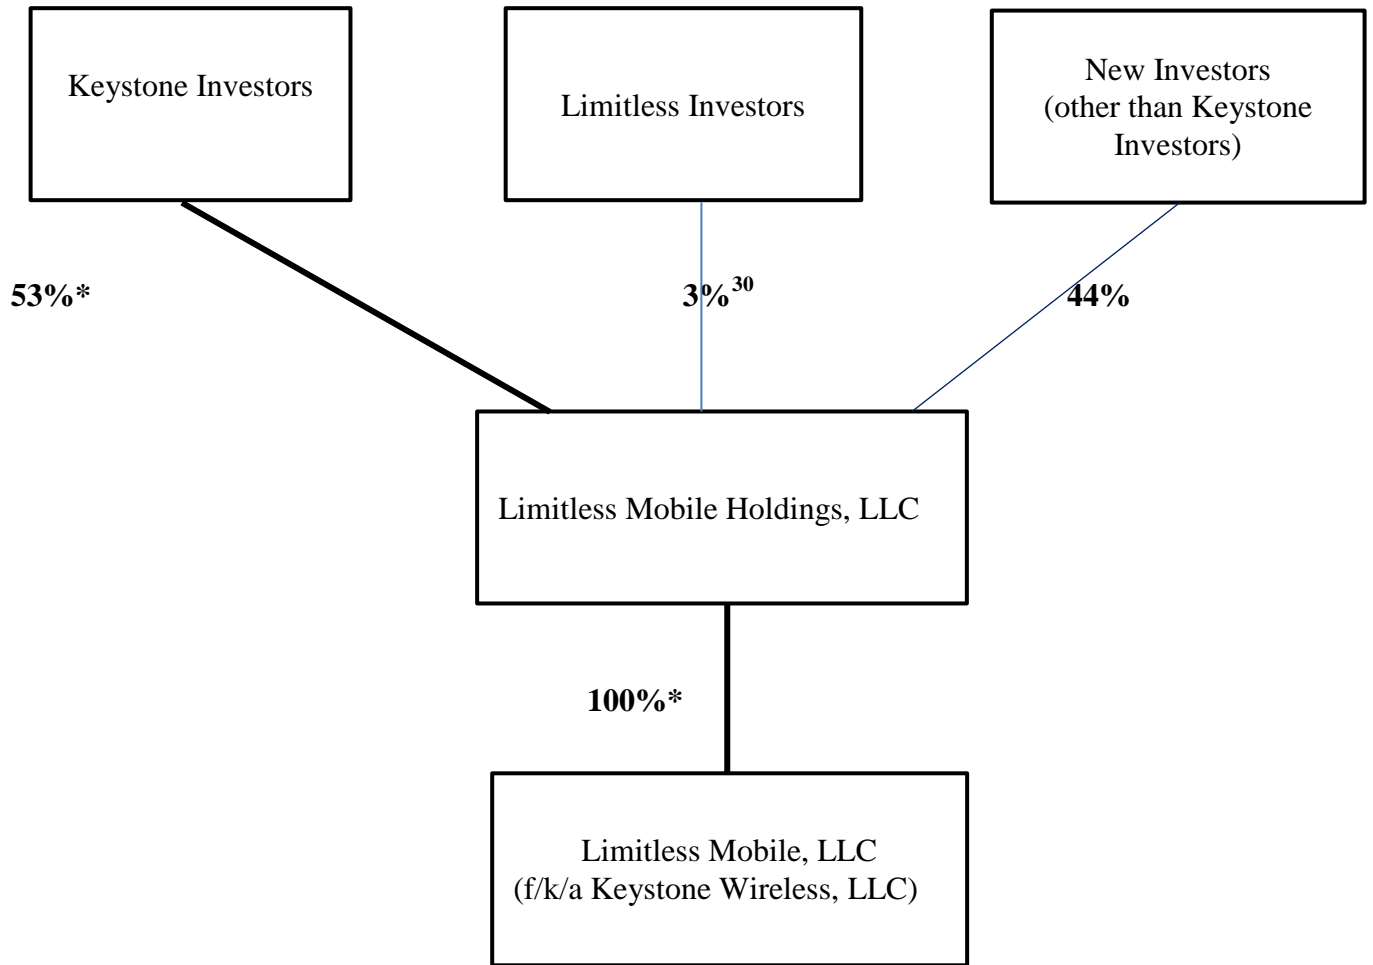 Keystone Investors
Limitless Investors
New Investors
(other than Keystone
Investors)
53%*
3%30
44%
Limitless Mobile Holdings, LLC
100%*
Limitless Mobile, LLC
(f/k/a Keystone Wireless, LLC)